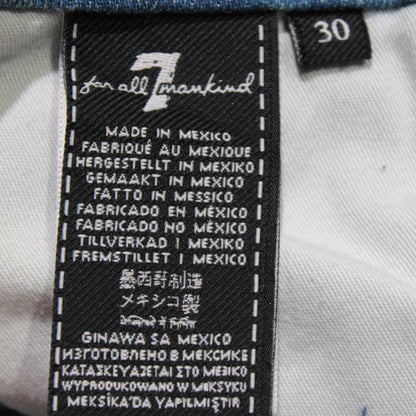 7
for all mankind
30
MADE IN MEXICO
FABRIQUÉ AU MEXIQUE
HERGESTELLT IN MEXIKO
GEMAAKT IN MEXICO
FATTO IN MESSICO
FABRICADO EN MÉXICO
FABRICADO NO MÉXICO
TILLVERKAD I MEXIKO
FREMSTILLET I MEXICO
墨西哥制造
メキシコ製
GINAWA SA MEXICO
ИЗГОТОВЛЕНО В МЕКСИКЕ
ΚΑΤΑΣΚΕΥΑΖΕΤΑΙ ΣΤΟ ΜΕΞΙΚΟ
WYPRODUKOWANO W MEKSYKU
MEKSİKA'DA YAPILMIŞTIR